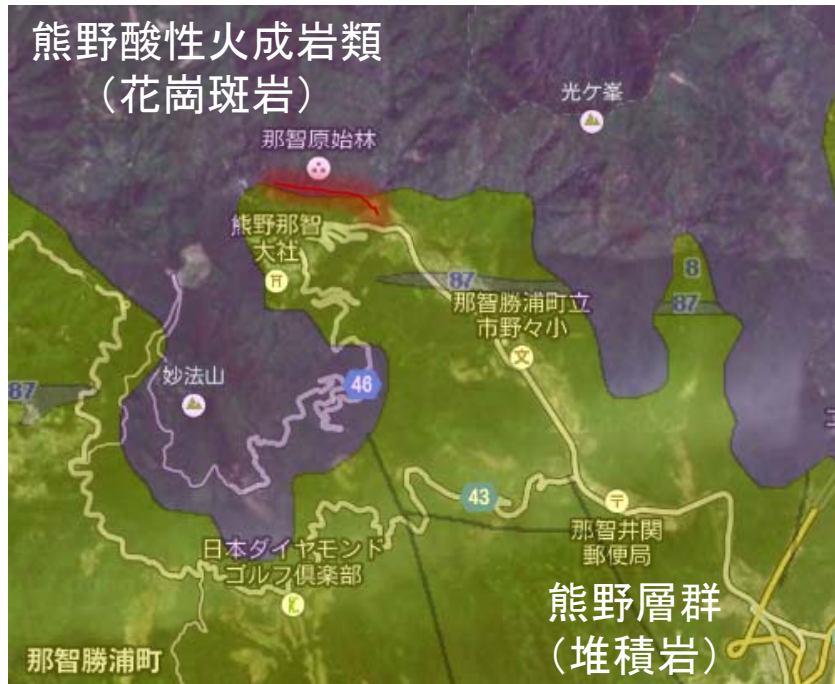 熊野酸性火成岩類
（花崗斑岩）
光ケ峯
那智原始林
熊野那智
大社
87
8
87
那智勝浦町立
市野々小
妙法山
46
87
43
那智井関
郵便局
日本ダイヤモンド
ゴルフ倶楽部
熊野層群
（堆積岩）
那智勝浦町